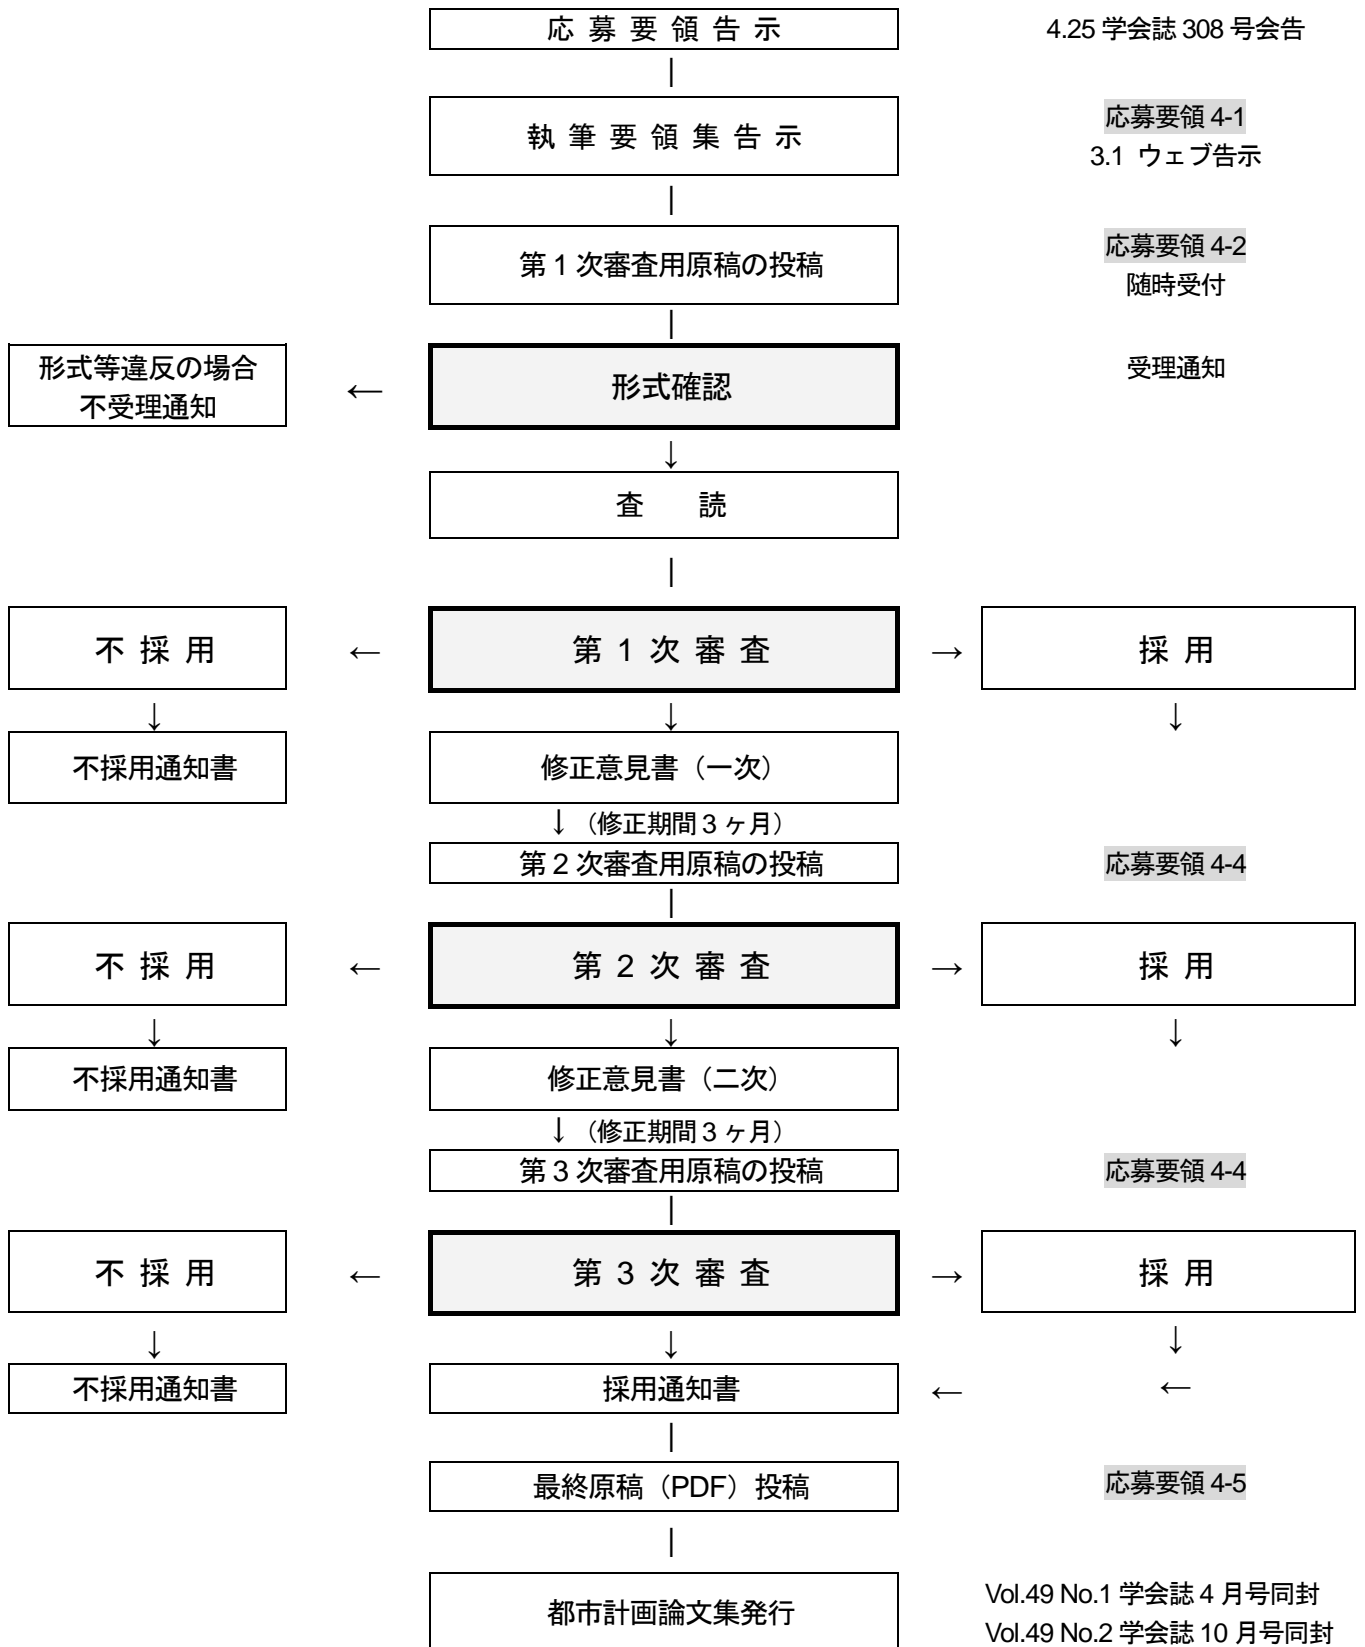 応募要領告示
4.25 学会誌 308 号会告
|
執筆要領集告示
応募要領 4-1
3.1 ウェブ告示
|
第 1 次審査用原稿の投稿
応募要領 4-2
随時受付
|
形式等違反の場合
不受理通知
←
形式確認
受理通知
↓
査 読
|
不 採 用
←
第 1 次 審 査
→
採 用
↓
↓
↓
不採用通知書
修正意見書（一次）
↓（修正期間 3 ヶ月）
第 2 次審査用原稿の投稿
応募要領 4-4
|
不 採 用
←
第 2 次 審 査
→
採 用
↓
↓
↓
不採用通知書
修正意見書（二次）
↓（修正期間 3 ヶ月）
第 3 次審査用原稿の投稿
応募要領 4-4
|
不 採 用
←
第 3 次 審 査
→
採 用
↓
↓
↓
不採用通知書
採用通知書
←
←
|
最終原稿（PDF）投稿
応募要領 4-5
|
都市計画論文集発行
Vol.49 No.1 学会誌 4 月号同封
Vol.49 No.2 学会誌 10 月号同封